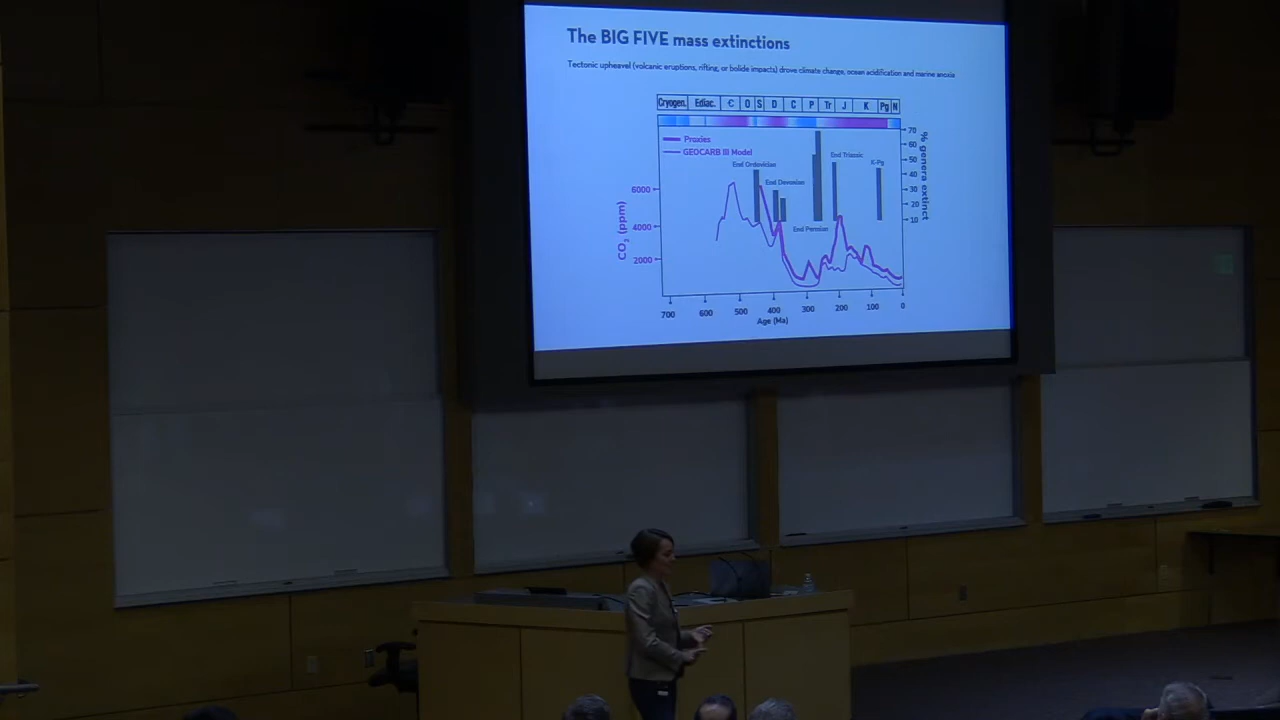 The BIG FIVE mass extinctions
Tectonic upheavel (volcanic eruptions, rifting, or bolide impacts) drove climate change, ocean acidification and marine anoxia
Cryogen. Ediac. Є O S D C P Tr J K Pg N
Proxies
GEOCARB III Model
End Ordovician
End Devonian
End Permian
End Triassic
K-Pg
70
60
50
40
30
20
10
% genera extinct
6000
4000
2000
CO2 (ppm)
700 600 500 400 300 200 100 0
Age (Ma)